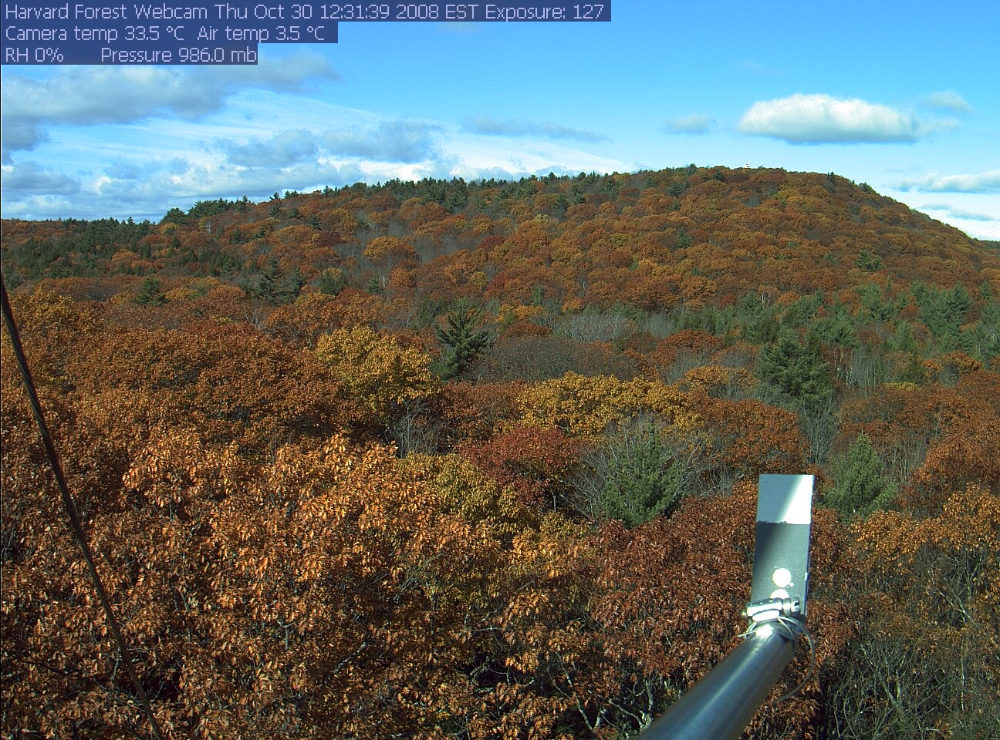 Harvard Forest Webcam Thu Oct 30 12:31:39 2008 EST Exposure: 127
Camera temp 33.5 °C Air temp 3.5 °C
RH 0% Pressure 986.0 mb